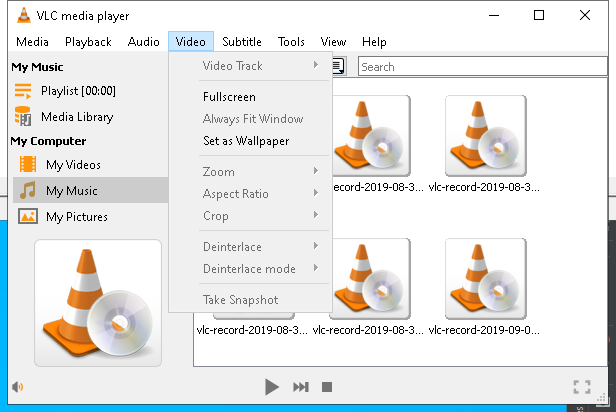 VLC media player
Media Playback Audio Video Subtitle Tools View Help
My Music
Playlist [00:00]
Media Library
My Computer
My Videos
My Music
My Pictures
Video Track
Fullscreen
Always Fit Window
Set as Wallpaper
Zoom
Aspect Ratio
Crop
Deinterlace
Deinterlace mode
Take Snapshot
Search
vlc-record-2019-08-3... vlc-record-2019-08-3...
vlc-record-2019-08-3... vlc-record-2019-08-3... vlc-record-2019-09-0...